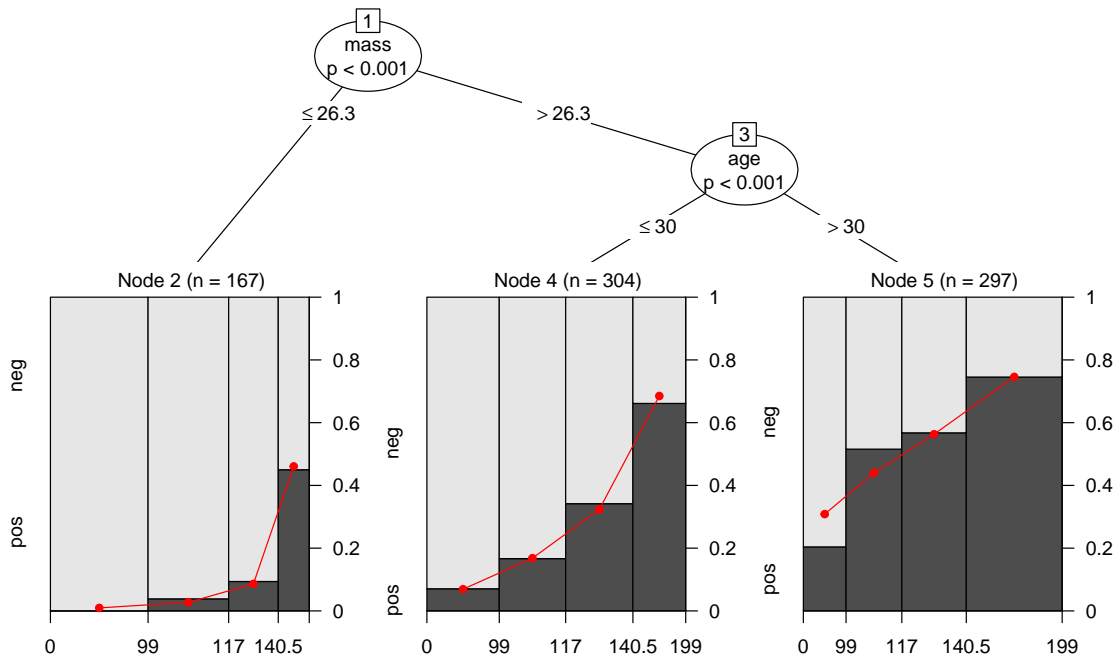 1
mass
p < 0.001
≤ 26.3
> 26.3
3
age
p < 0.001
≤ 30
> 30
Node 2 (n = 167)
neg
pos
0 99 117 140.5
0 0.2 0.4 0.6 0.8 1
Node 4 (n = 304)
neg
pos
0 99 117 140.5 199
0 0.2 0.4 0.6 0.8 1
Node 5 (n = 297)
neg
pos
0 99 117 140.5 199
0 0.2 0.4 0.6 0.8 1